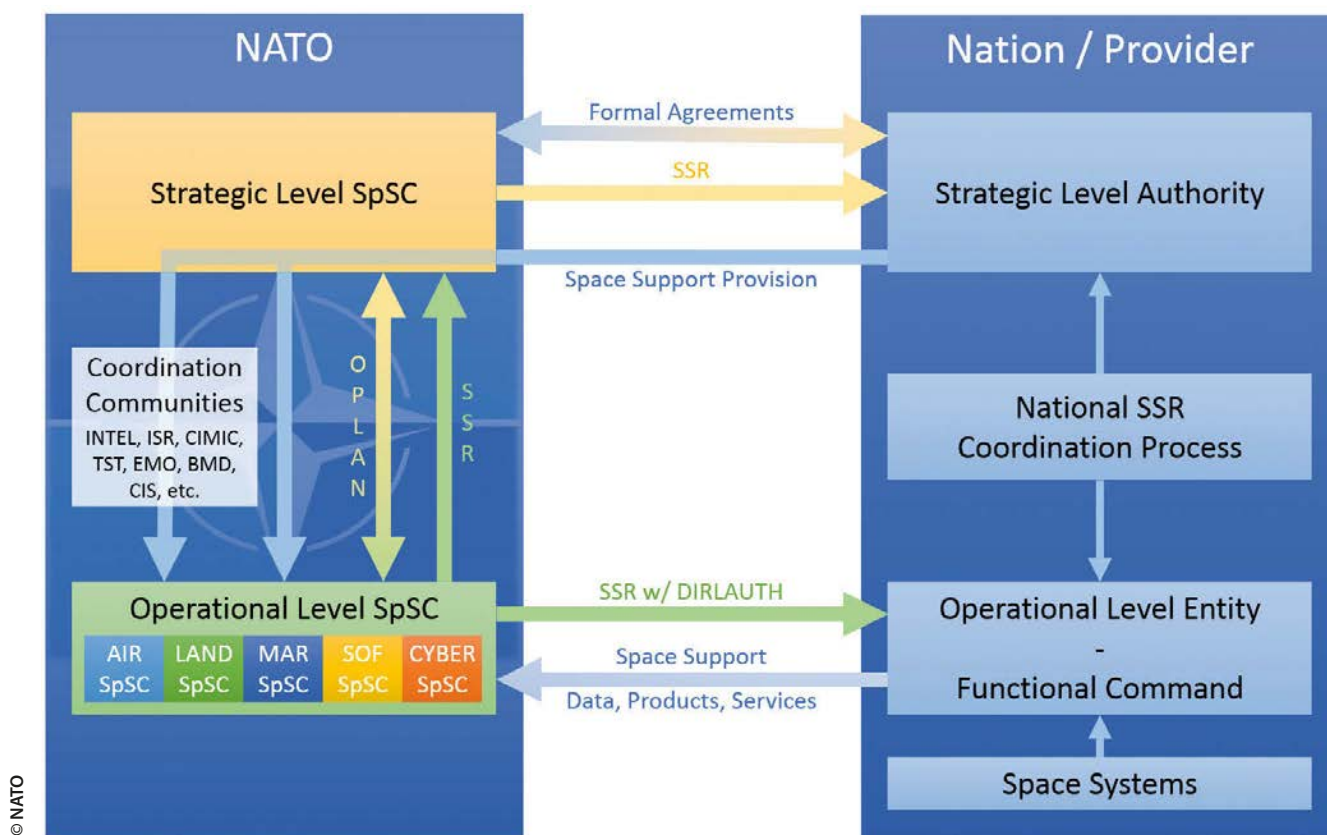 NATO
Nation / Provider
Formal Agreements
Strategic Level SpSC
SSR
Strategic Level Authority
Space Support Provision
Coordination
Communities
INTEL, ISR, CIMIC,
TST, EMO, BMD,
CIS, etc.
OPLAN
SSR
National SSR
Coordination Process
Operational Level SpSC
AIR
SpSC
LAND
SpSC
MAR
SpSC
SOF
SpSC
CYBER
SpSC
SSR w/ DIRLAUTH
Space Support
Data, Products, Services
Operational Level Entity
-
Functional Command
Space Systems
© NATO